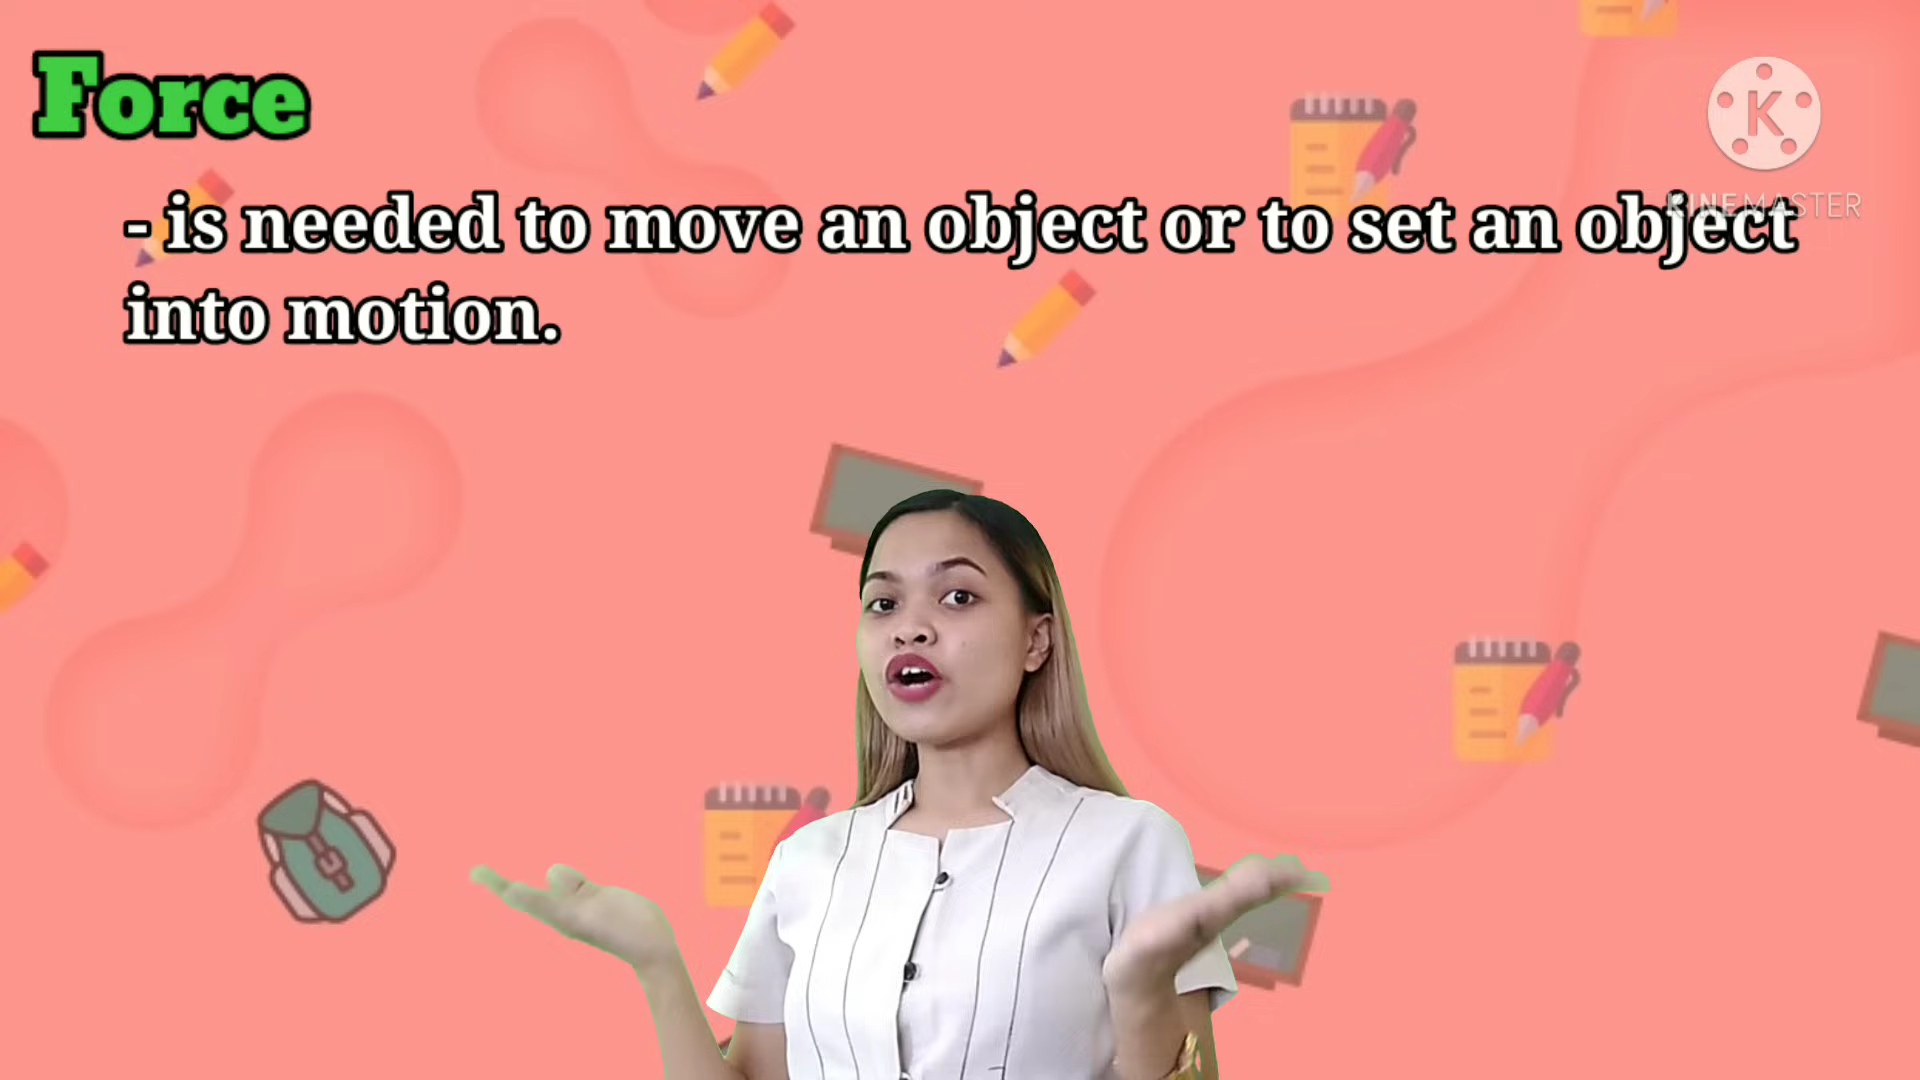 Force
- is needed to move an object or to set an object
into motion.
K
KINEMASTER